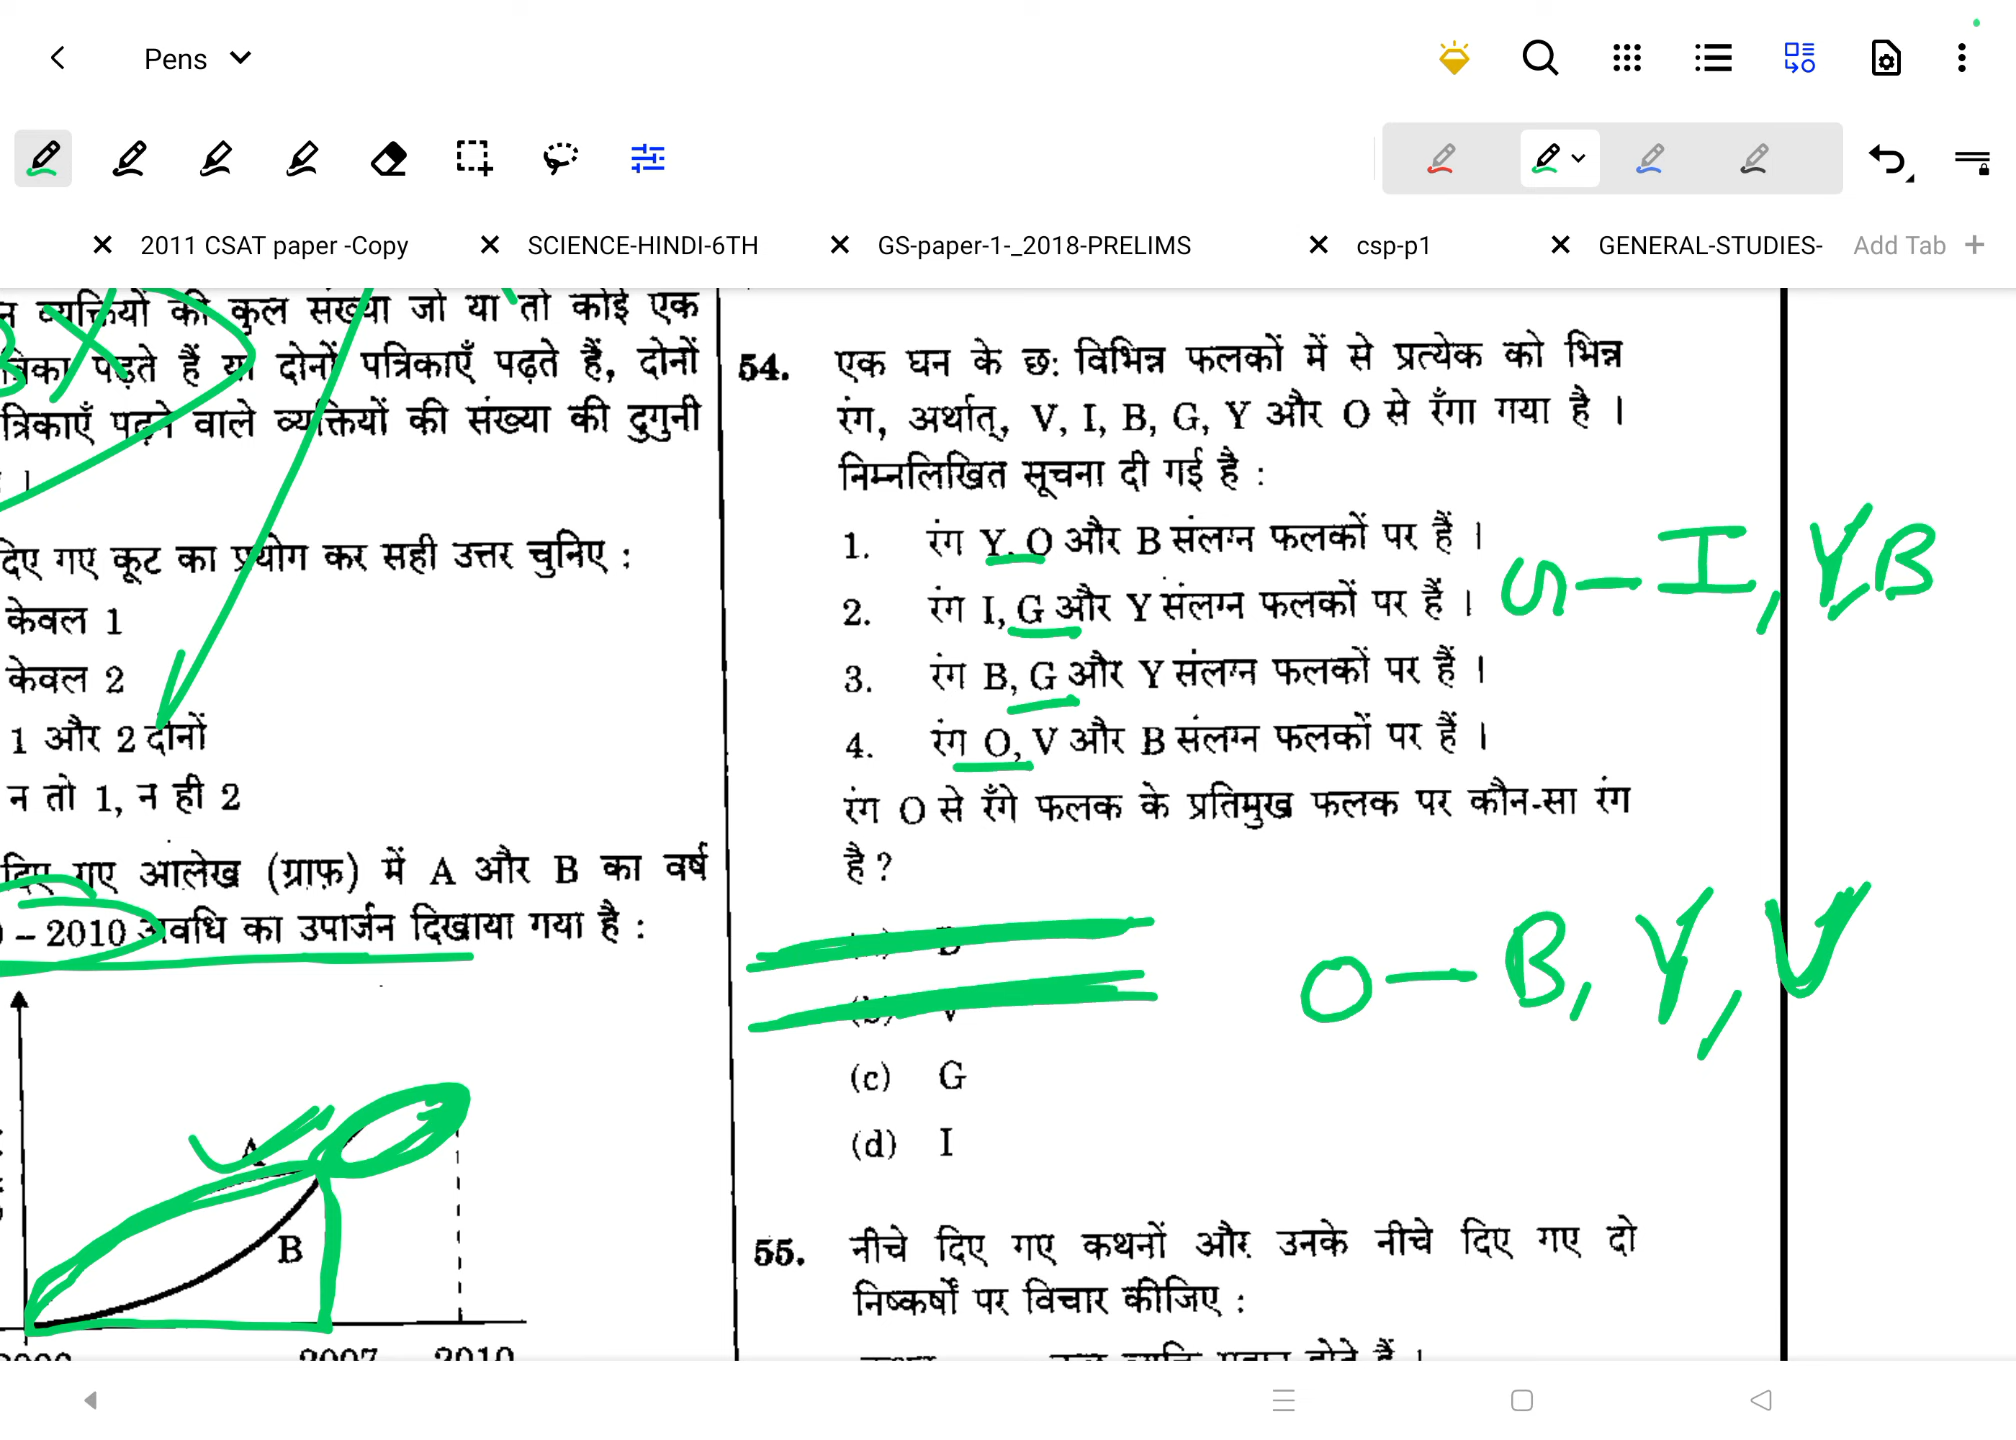 Pens
2011 CSAT paper -Copy
SCIENCE-HINDI-6TH
GS-paper-1-_2018-PRELIMS
csp-p1
GENERAL-STUDIES-
Add Tab +
न व्यक्तियों की कुल संख्या जो या तो कोई एक
त्रिका पढ़ते हैं या दोनों पत्रिकाएँ पढ़ते हैं, दोनों
त्रिकाएँ पढ़ने वाले व्यक्तियों की संख्या की दुगुनी
।
दिए गए कूट का प्रयोग कर सही उत्तर चुनिए :
केवल 1
केवल 2
1 और 2 दोनों
न तो 1, न ही 2
दिए गए आलेख (ग्राफ़) में A और B का वर्ष
– 2010 अवधि का उपार्जन दिखाया गया है :
A
B
2007 2010
54. एक घन के छः विभिन्न फलकों में से प्रत्येक को भिन्न
रंग, अर्थात्, V, I, B, G, Y और O से रँगा गया है ।
निम्नलिखित सूचना दी गई है :
1. रंग Y, O और B संलग्न फलकों पर हैं ।
2. रंग I, G और Y संलग्न फलकों पर हैं ।
3. रंग B, G और Y संलग्न फलकों पर हैं ।
4. रंग O, V और B संलग्न फलकों पर हैं ।
G – I, Y, B
रंग O से रँगे फलक के प्रतिमुख फलक पर कौन-सा रंग
है ?
O – B, Y, V
(c) G
(d) I
55. नीचे दिए गए कथनों और उनके नीचे दिए गए दो
निष्कर्षों पर विचार कीजिए :